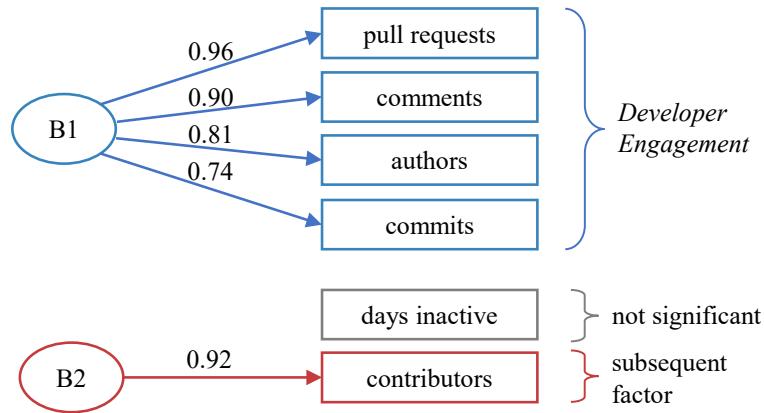 pull requests
0.96
0.90
comments
B1
Developer
Engagement
0.81
authors
0.74
commits
days inactive
not significant
0.92
B2
contributors
subsequent
factor